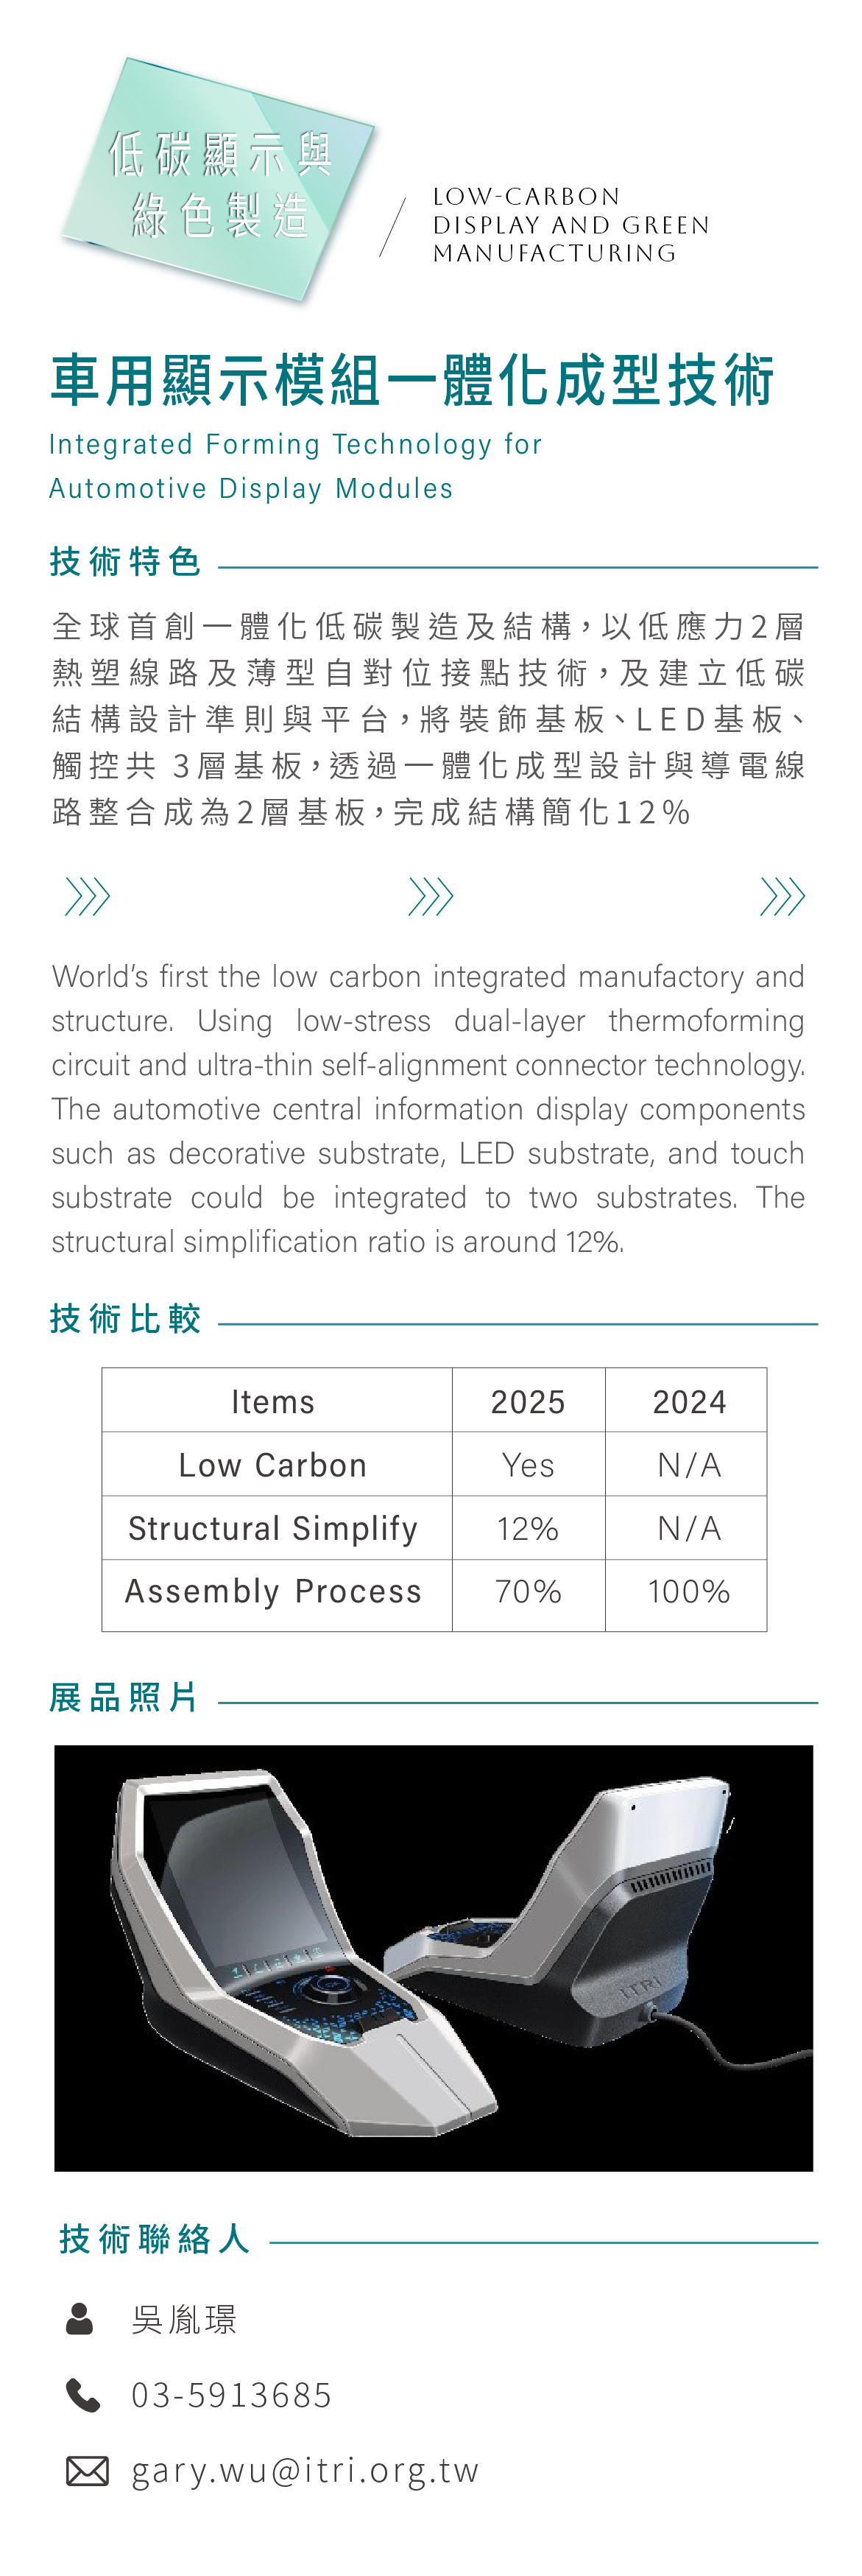 低碳顯示與
綠色製造
LOW-CARBON
DISPLAY AND GREEN
MANUFACTURING
車用顯示模組一體化成型技術
Integrated Forming Technology for
Automotive Display Modules
技術特色
全球首創一體化低碳製造及結構，以低應力2層
熱塑線路及薄型自對位接點技術，及建立低碳
結構設計準則與平台，將裝飾基板、LED基板、
觸控共 3層基板，透過一體化成型設計與導電線
路整合成為2層基板，完成結構簡化12%
World’s first the low carbon integrated manufactory and
structure. Using low-stress dual-layer thermoforming
circuit and ultra-thin self-alignment connector technology.
The automotive central information display components
such as decorative substrate, LED substrate, and touch
substrate could be integrated to two substrates. The
structural simplification ratio is around 12%.
技術比較
Items 2025 2024
Low Carbon Yes N/A
Structural Simplify 12% N/A
Assembly Process 70% 100%
展品照片
ITRI
技術聯絡人
吳胤璟
03-5913685
gary.wu@itri.org.tw